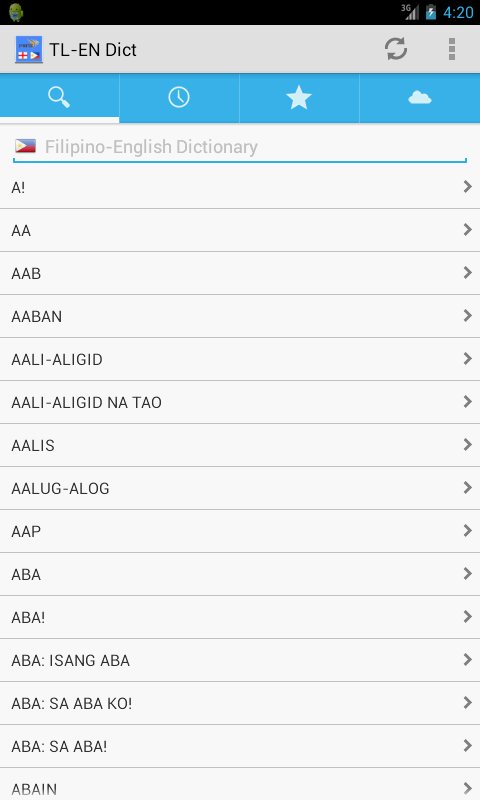 3G 4:20
TL-EN Dict
Filipino-English Dictionary
A!
AA
AAB
AABAN
AALI-ALIGID
AALI-ALIGID NA TAO
AALIS
AALUG-ALOG
AAP
ABA
ABA!
ABA: ISANG ABA
ABA: SA ABA KO!
ABA: SA ABA!
ABAIN